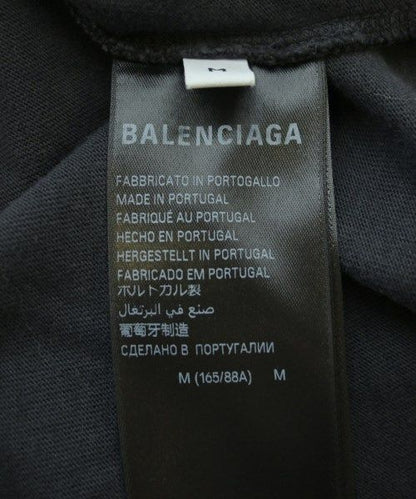 M
BALENCIAGA
FABBRICATO IN PORTOGALLO
MADE IN PORTUGAL
FABRIQUÉ AU PORTUGAL
HECHO EN PORTUGAL
HERGESTELLT IN PORTUGAL
FABRICADO EM PORTUGAL
ポルトガル製
صنع في البرتغال
葡萄牙制造
СДЕЛАНО В ПОРТУГАЛИИ
M (165/88A) M